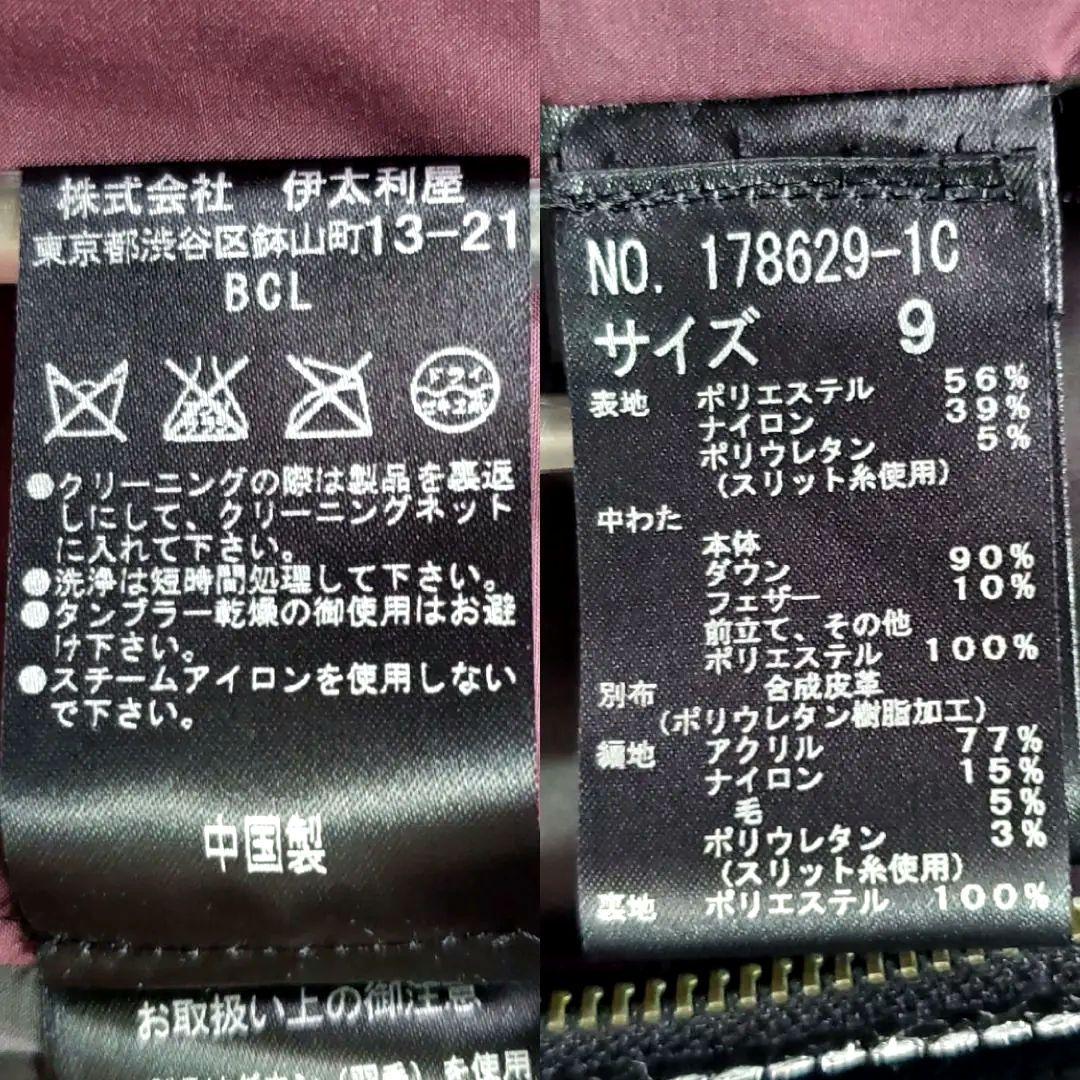 株式会社 伊太利屋
東京都渋谷区鉢山町13-21
BCL
ドライ
セキユ系
●クリーニングの際は製品を裏返
しにして、クリーニングネット
に入れて下さい。
●洗浄は短時間処理して下さい。
●タンブラー乾燥の御使用はお避
け下さい。
●スチームアイロンを使用しない
で下さい。
中国製
お取扱い上の御注意
を使用
NO. 178629-1C
サイズ 9
表地 ポリエステル 56%
ナイロン 39%
ポリウレタン 5%
(スリット糸使用)
中わた
本体
ダウン 90%
フェザー 10%
前立て、その他
ポリエステル 100%
別布 合成皮革
(ポリウレタン樹脂加工)
編地 アクリル 77%
ナイロン 15%
毛 5%
ポリウレタン 3%
(スリット糸使用)
裏地 ポリエステル 100%